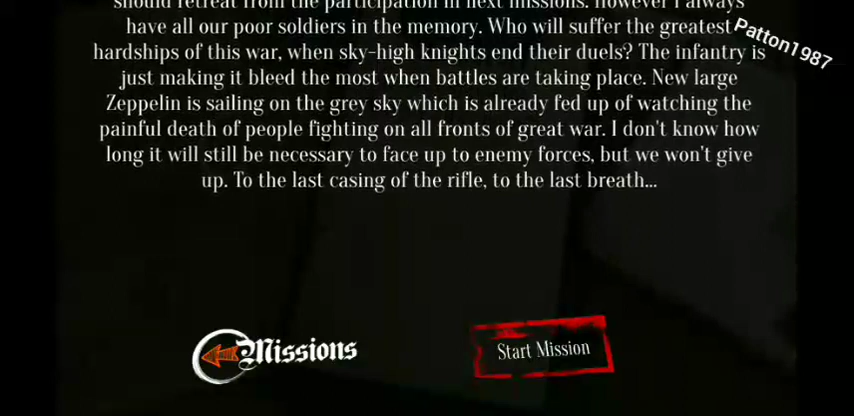 should retreat from the participation in next missions. However I always
have all our poor soldiers in the memory. Who will suffer the greatest
hardships of this war, when sky-high knights end their duels? The infantry is
just making it bleed the most when battles are taking place. New large
Zeppelin is sailing on the grey sky which is already fed up of watching the
painful death of people fighting on all fronts of great war. I don't know how
long it will still be necessary to face up to enemy forces, but we won't give
up. To the last casing of the rifle, to the last breath...
Patton1987
Missions
Start Mission